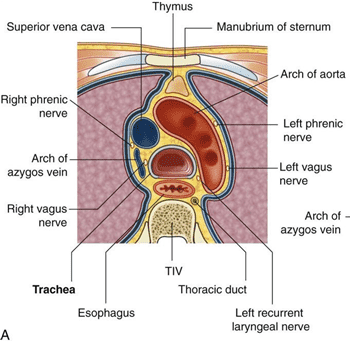 Thymus
Superior vena cava
Manubrium of sternum
Arch of aorta
Right phrenic
nerve
Left phrenic
nerve
Arch of
azygos vein
Left vagus
nerve
Right vagus
nerve
Arch of
azygos vein
TIV
Trachea
Thoracic duct
Esophagus
Left recurrent
laryngeal nerve
A